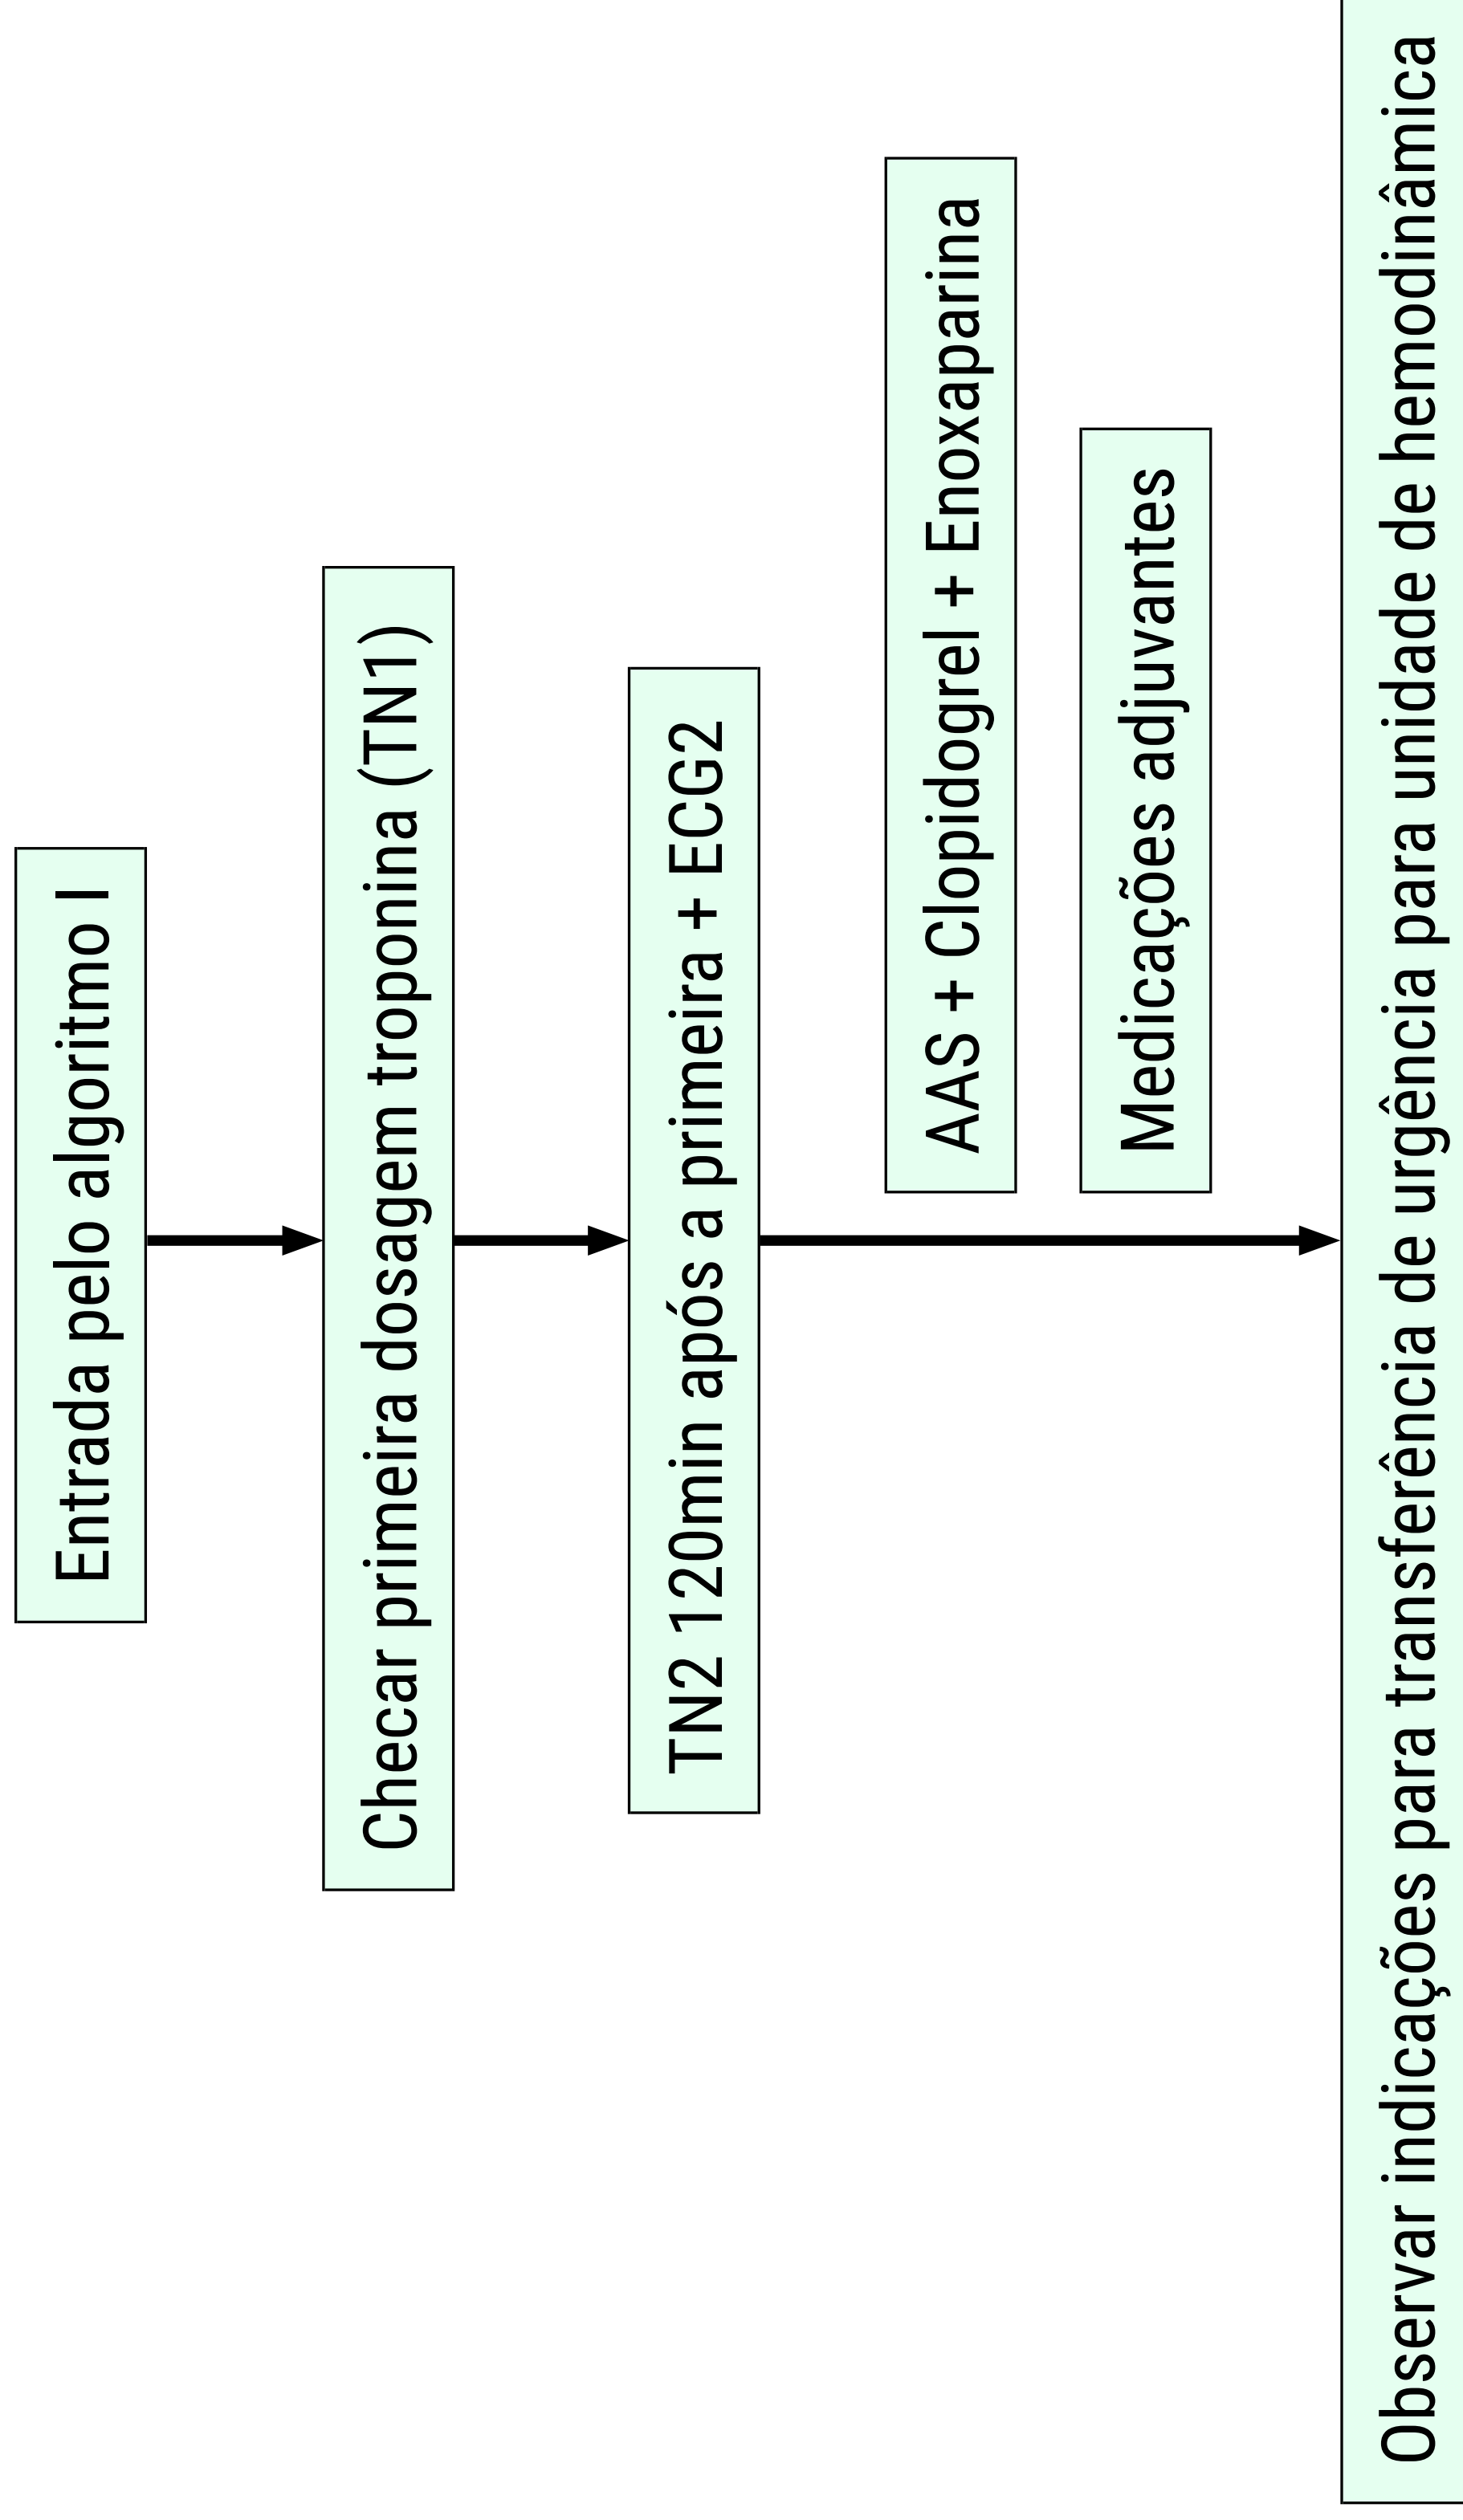 Entrada pelo algoritmo I
Checar primeira dosagem troponina (TN1)
TN2 120min após a primeira + ECG2
AAS + Clopidogrel + Enoxaparina
Medicações adjuvantes
Observar indicações para transferência de urgência para unidade de hemodinâmica